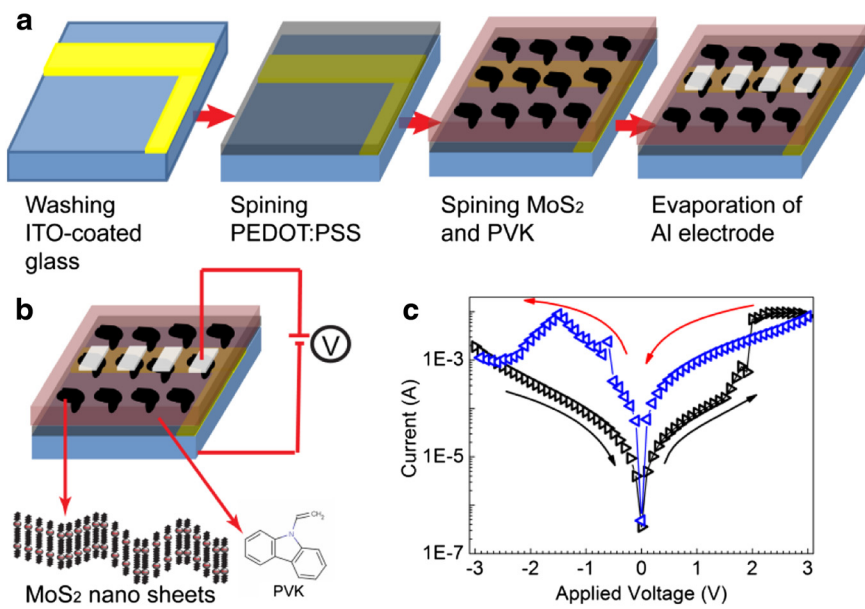 a
Washing
ITO-coated
glass
Spining
PEDOT:PSS
Spining MoS₂
and PVK
Evaporation of
Al electrode
b
V
MoS₂ nano sheets
N
CH₂
PVK
c
Current (A)
1E-3
1E-5
1E-7
-3 -2 -1 0 1 2 3
Applied Voltage (V)